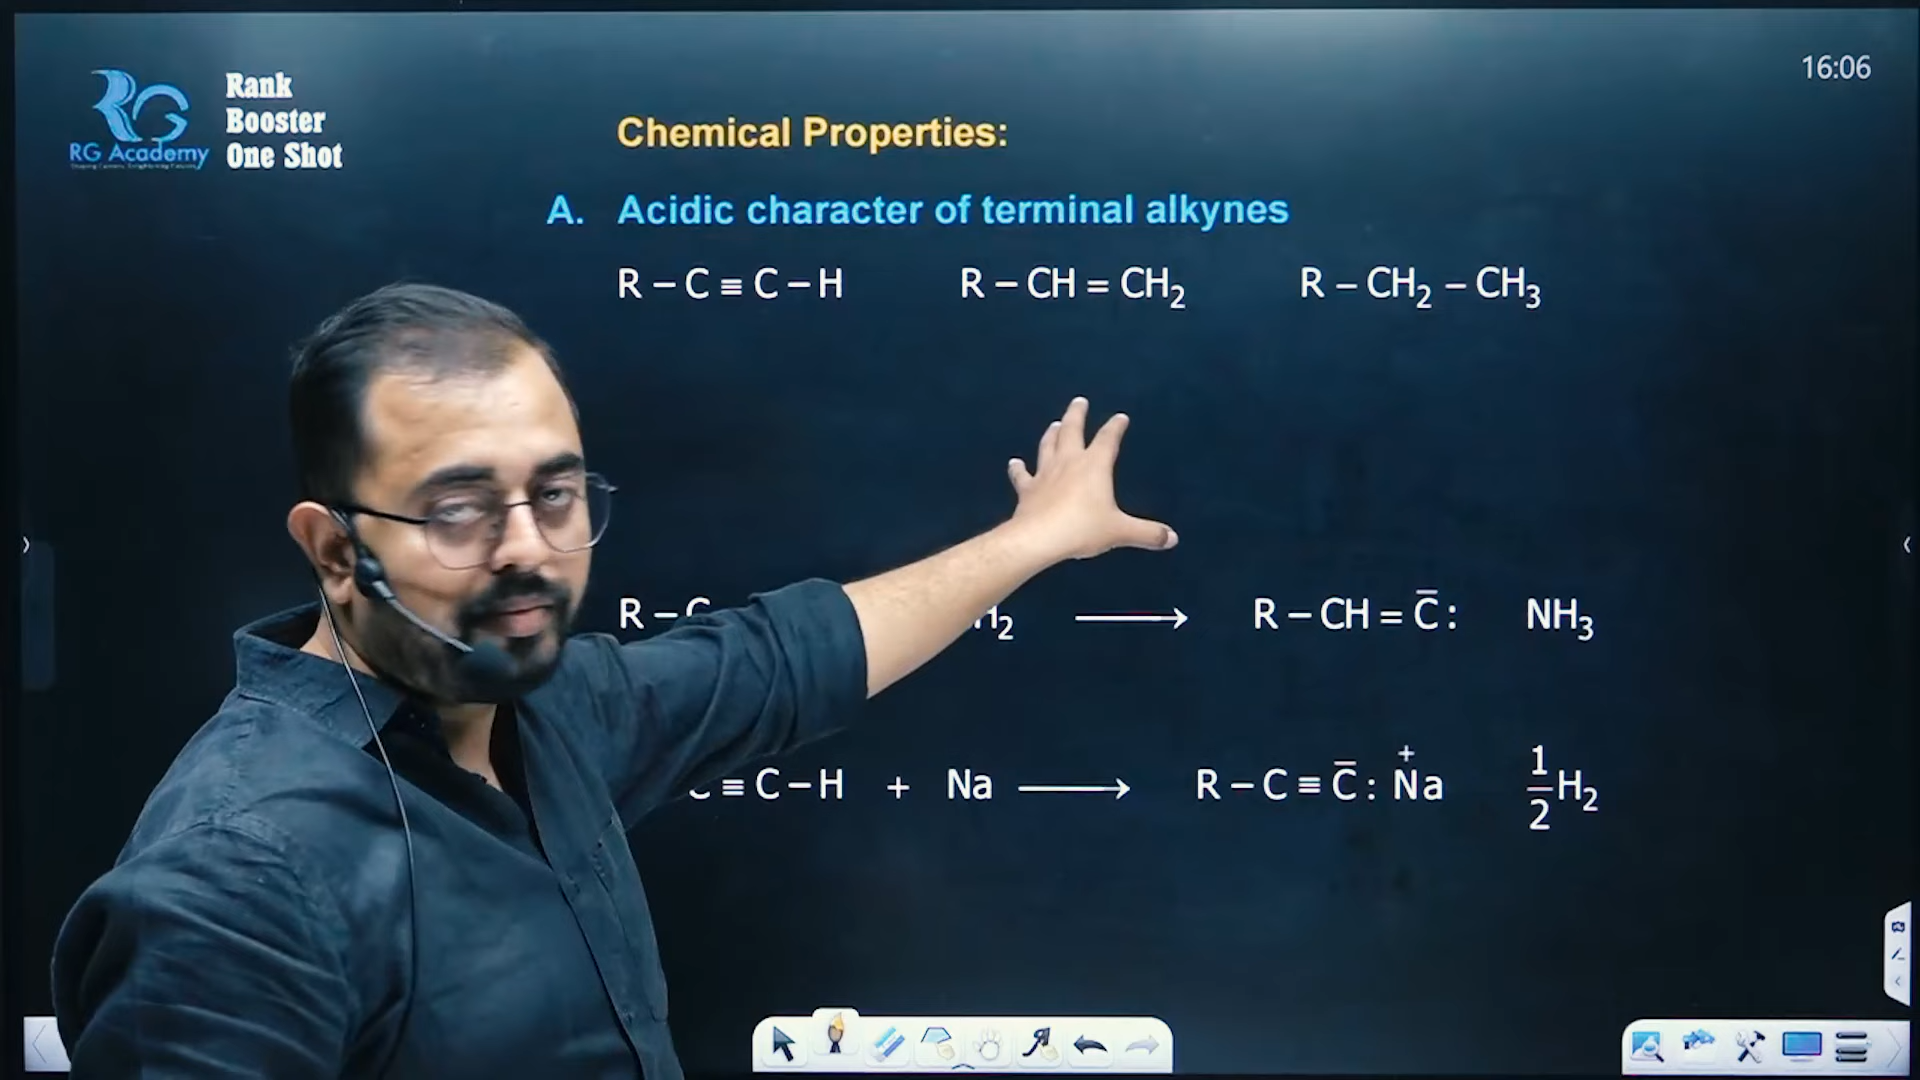 16:06
RG Academy
Rank
Booster
One Shot
Chemical Properties:
A. Acidic character of terminal alkynes
R – C ≡ C – H R – CH = CH₂ R – CH₂ – CH₃
R – C H₂ ⟶ R – CH = C̄ : NH₃
C ≡ C – H + Na ⟶ R – C ≡ C̄ : N⁺a ½H₂